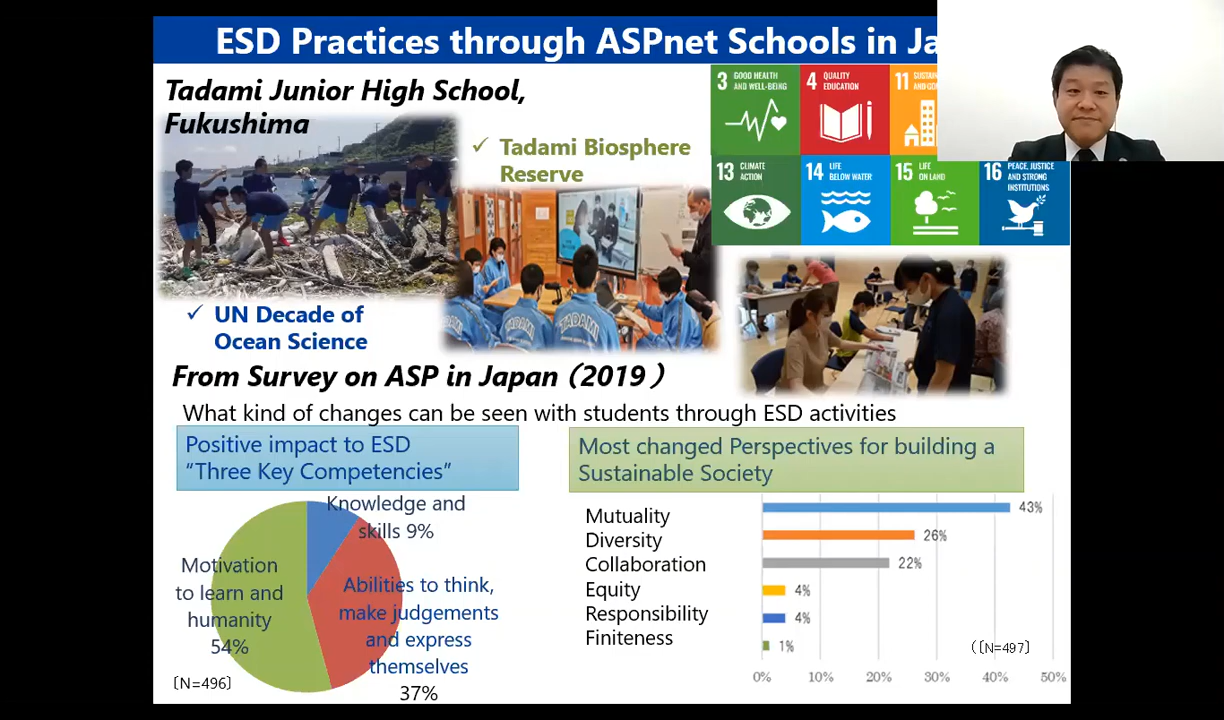 ESD Practices through ASPnet Schools in Ja
Tadami Junior High School,
Fukushima
✓ Tadami Biosphere
Reserve
3 GOOD HEALTH
AND WELL-BEING
4 QUALITY
EDUCATION
11
13 CLIMATE
ACTION
14 LIFE
BELOW WATER
15 LIFE
ON LAND
16 PEACE, JUSTICE
AND STRONG
INSTITUTIONS
TADAMI
✓ UN Decade of
Ocean Science
From Survey on ASP in Japan (2019)
What kind of changes can be seen with students through ESD activities
Positive impact to ESD
“Three Key Competencies”
Knowledge and
skills 9%
Motivation
to learn and
humanity
54%
Abilities to think,
make judgements
and express
themselves
37%
〔N=496〕
Most changed Perspectives for building a
Sustainable Society
Mutuality 43%
Diversity 26%
Collaboration 22%
Equity 4%
Responsibility 4%
Finiteness 1%
(〔N=497〕
0% 10% 20% 30% 40% 50%